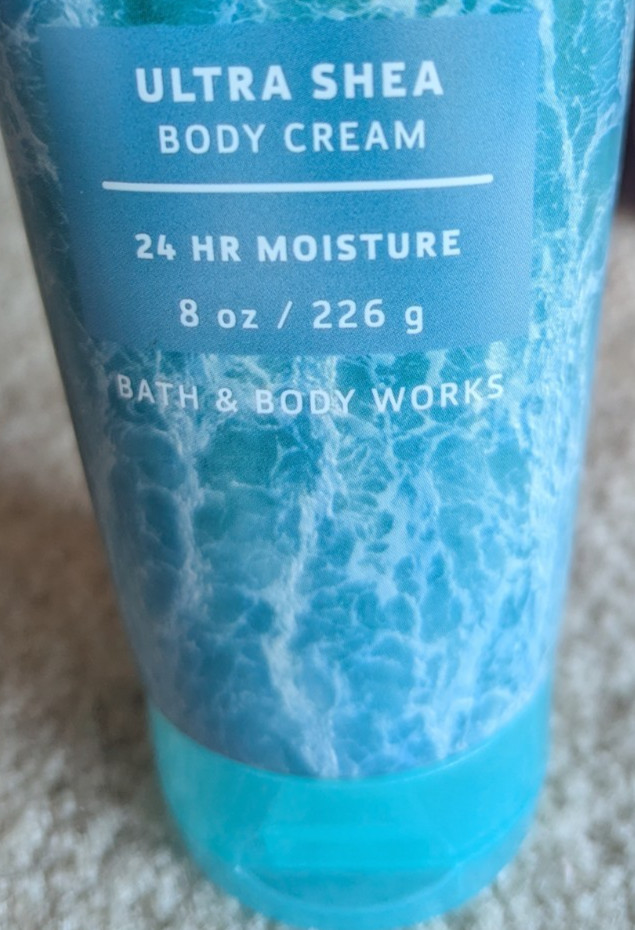 ULTRA SHEA
BODY CREAM
24 HR MOISTURE
8 oz / 226 g
BATH & BODY WORKS